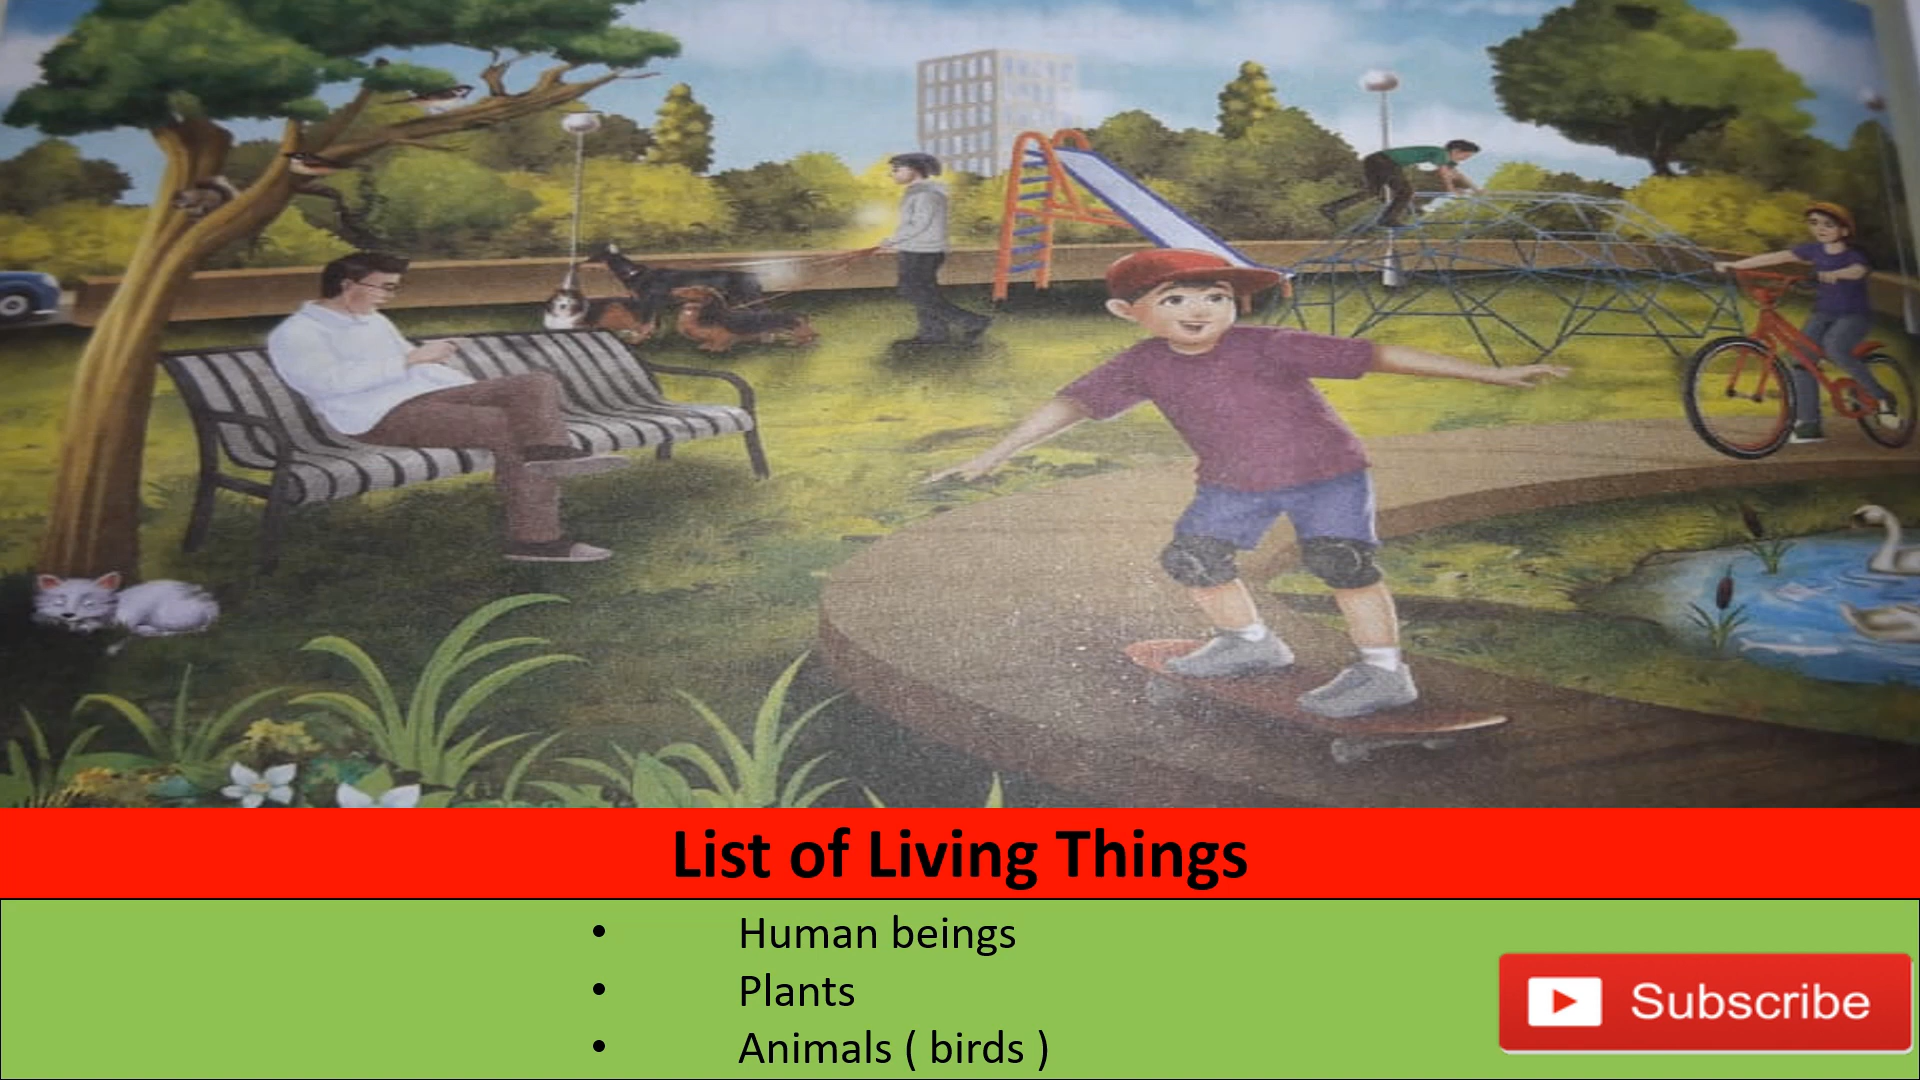 List of Living Things
• Human beings
• Plants
• Animals ( birds )
Subscribe